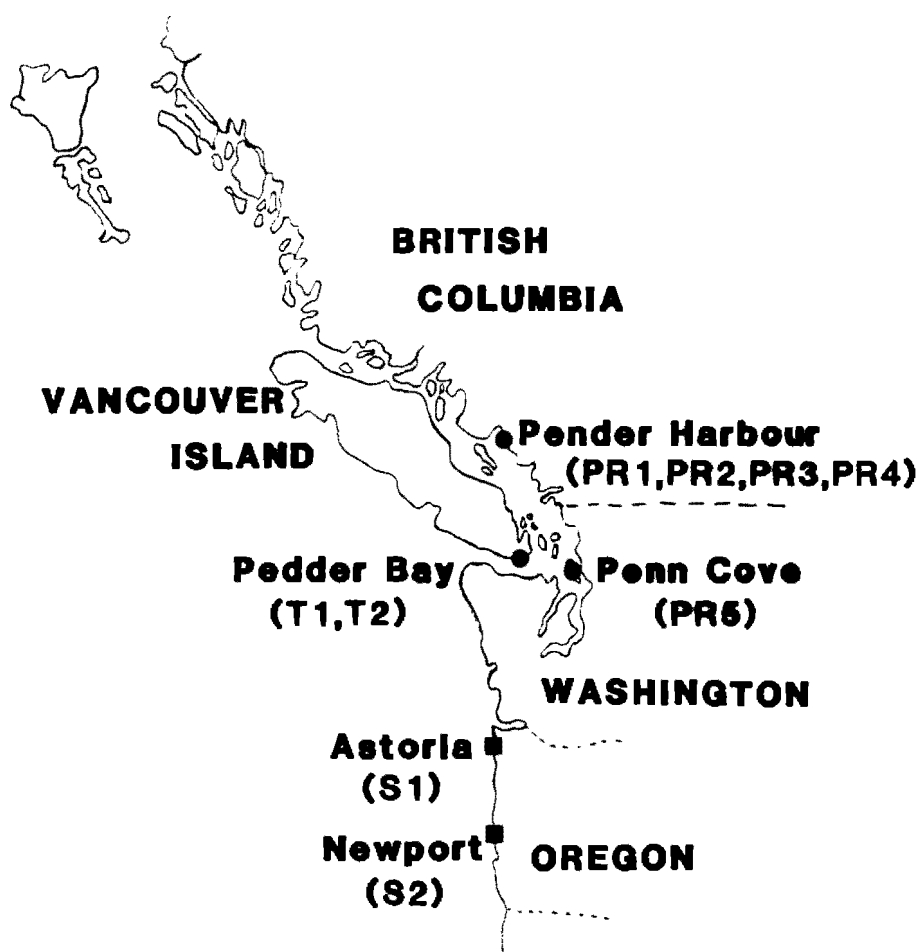 BRITISH
COLUMBIA
VANCOUVER
ISLAND
Pender Harbour
(PR1,PR2,PR3,PR4)
Pedder Bay
(T1,T2)
Penn Cove
(PR5)
WASHINGTON
Astoria
(S1)
Newport
(S2)
OREGON